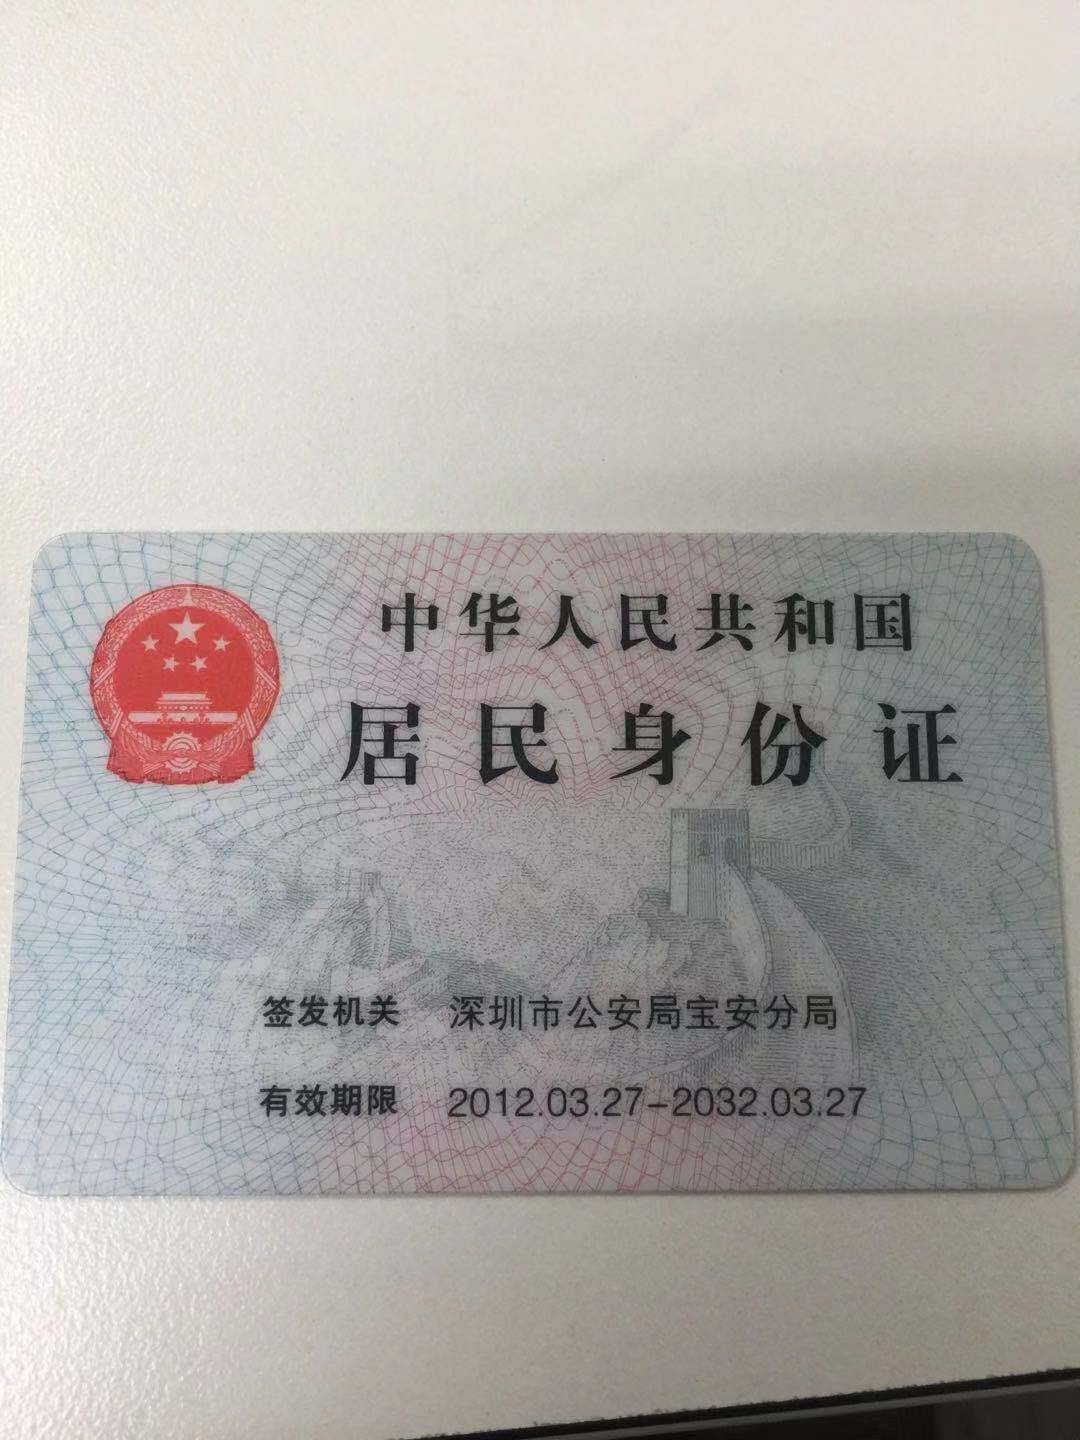 中华人民共和国
居民身份证
签发机关 深圳市公安局宝安分局
有效期限 2012.03.27-2032.03.27